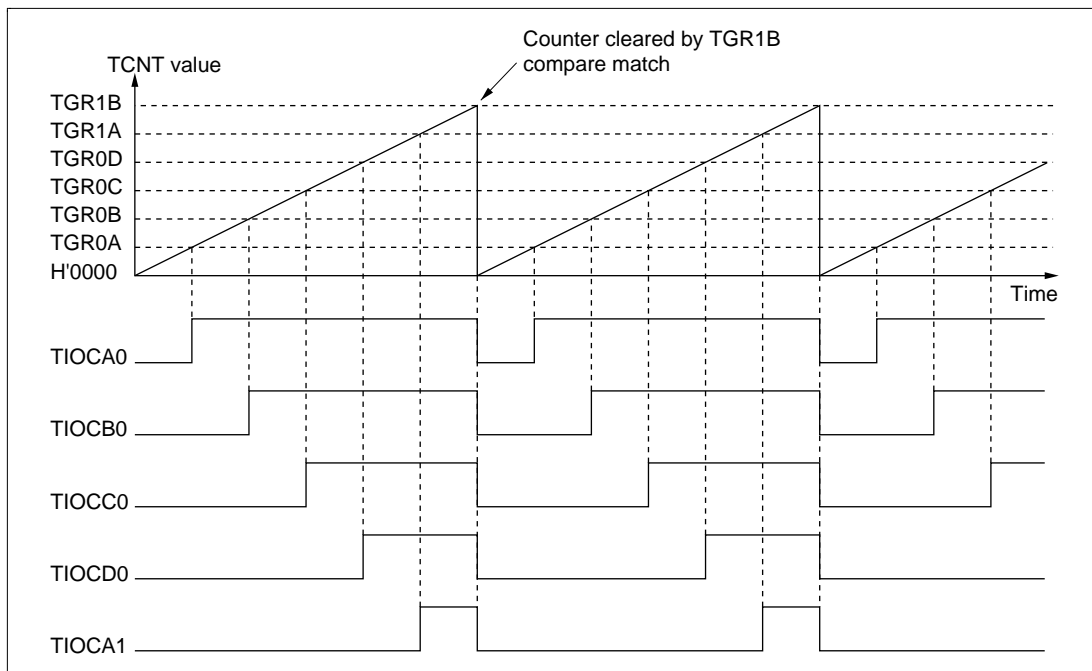 Counter cleared by TGR1B
compare match
TCNT value
TGR1B
TGR1A
TGR0D
TGR0C
TGR0B
TGR0A
H'0000
Time
TIOCA0
TIOCB0
TIOCC0
TIOCD0
TIOCA1